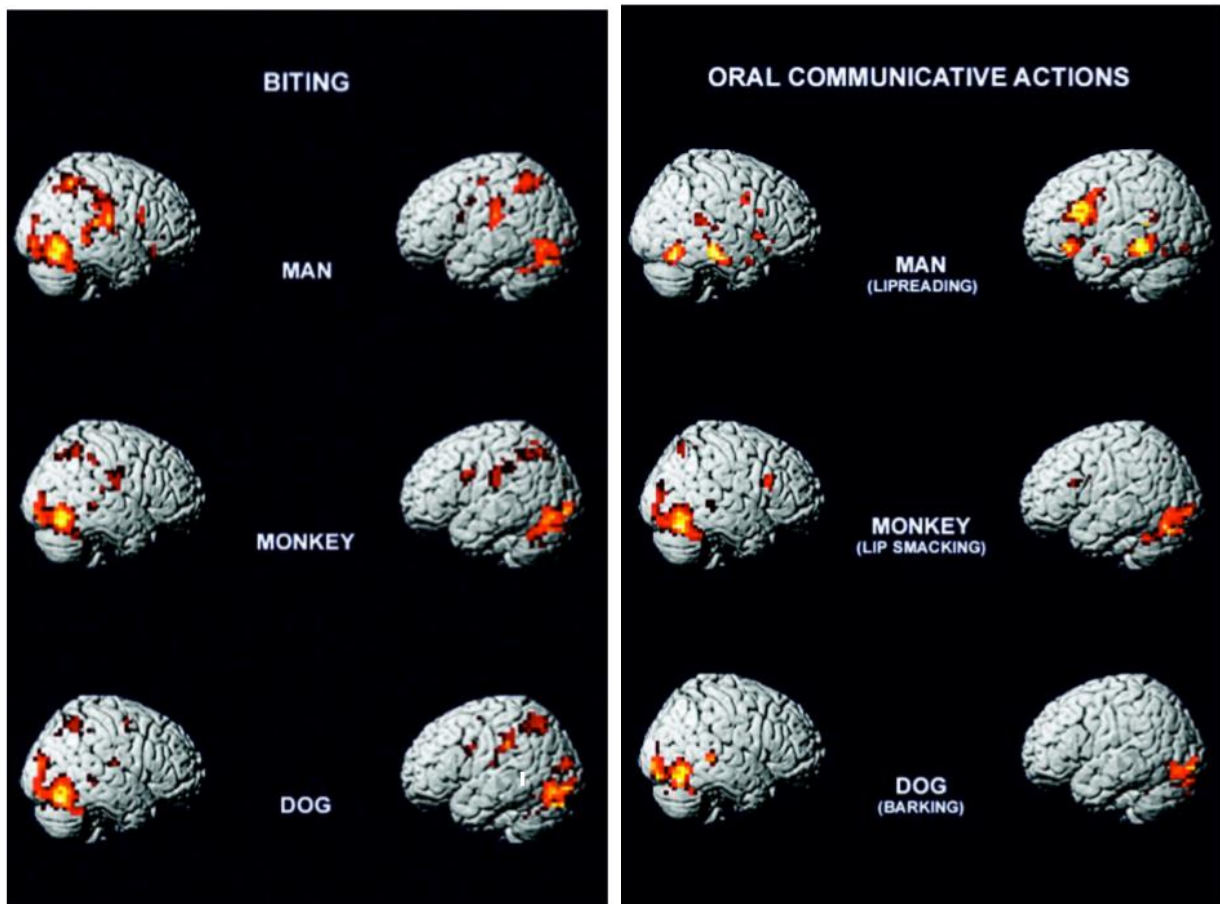 BITING
MAN
MONKEY
DOG
ORAL COMMUNICATIVE ACTIONS
MAN
(LIPREADING)
MONKEY
(LIP SMACKING)
DOG
(BARKING)